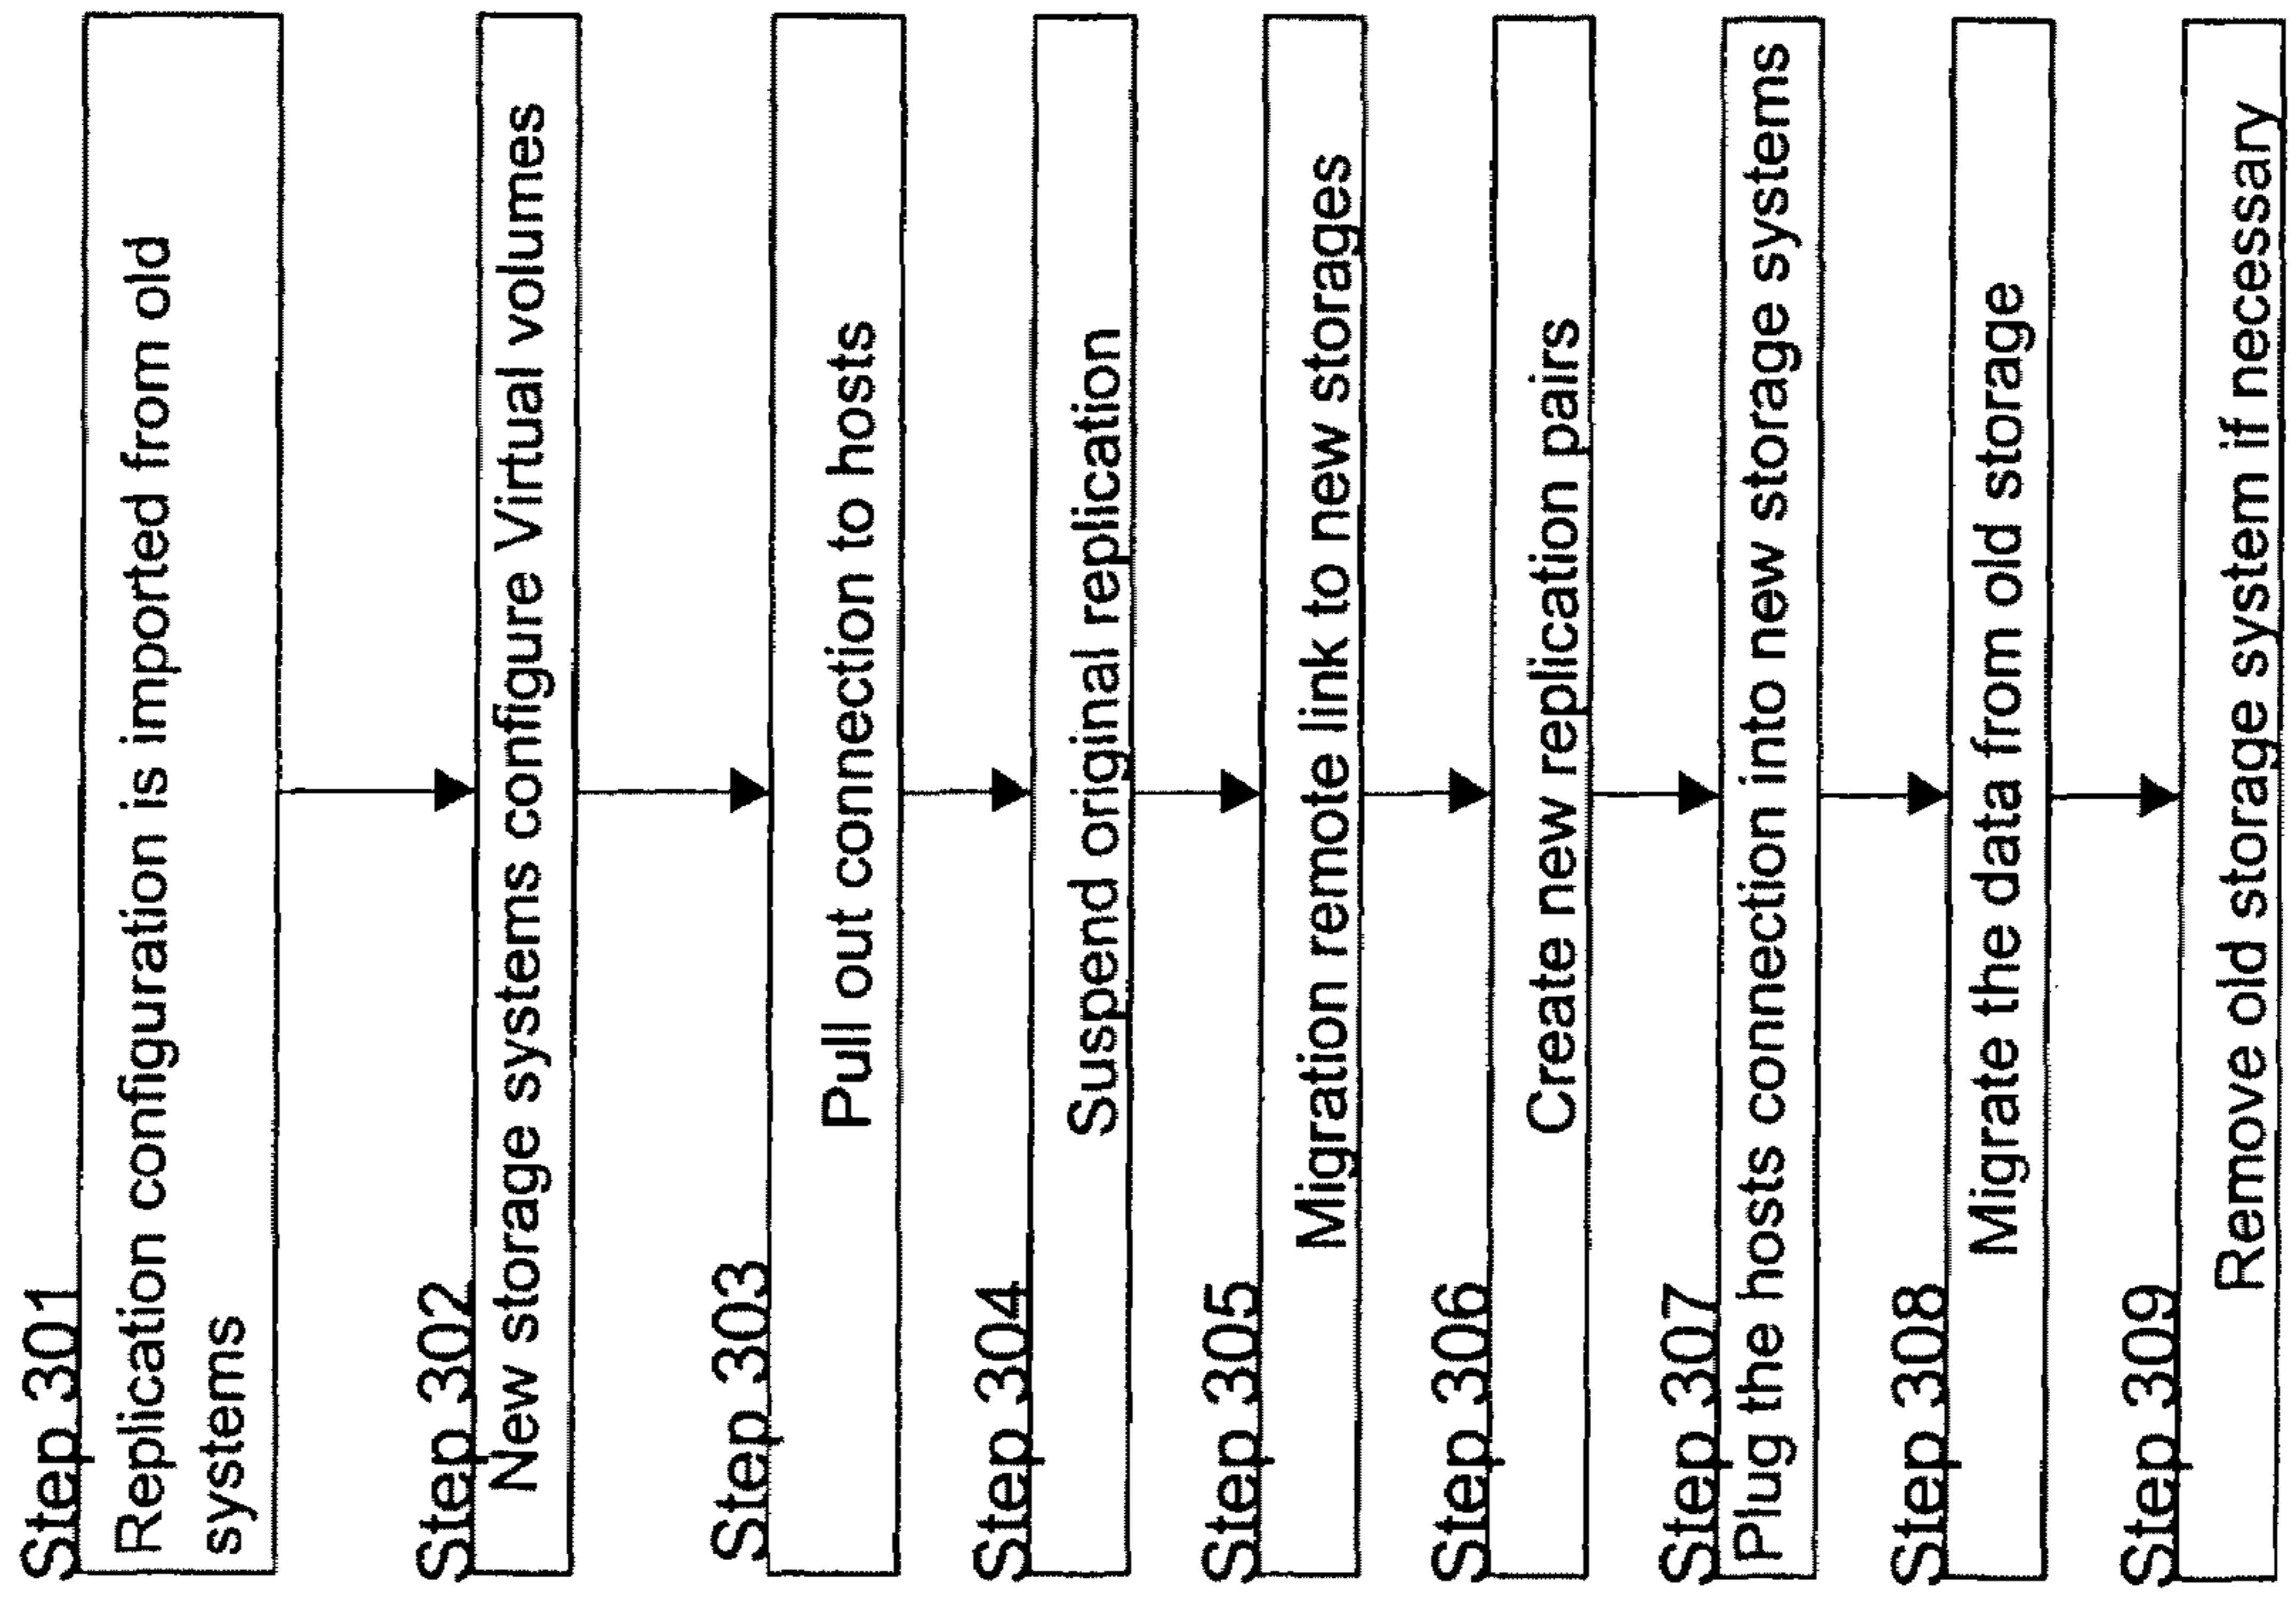 Step 301
Replication configuration is imported from old
systems
Step 302
New storage systems configure Virtual volumes
Step 303
Pull out connection to hosts
Step 304
Suspend original replication
Step 305
Migration remote link to new storages
Step 306
Create new replication pairs
Step 307
Plug the hosts connection into new storage systems
Step 308
Migrate the data from old storage
Step 309
Remove old storage system if necessary